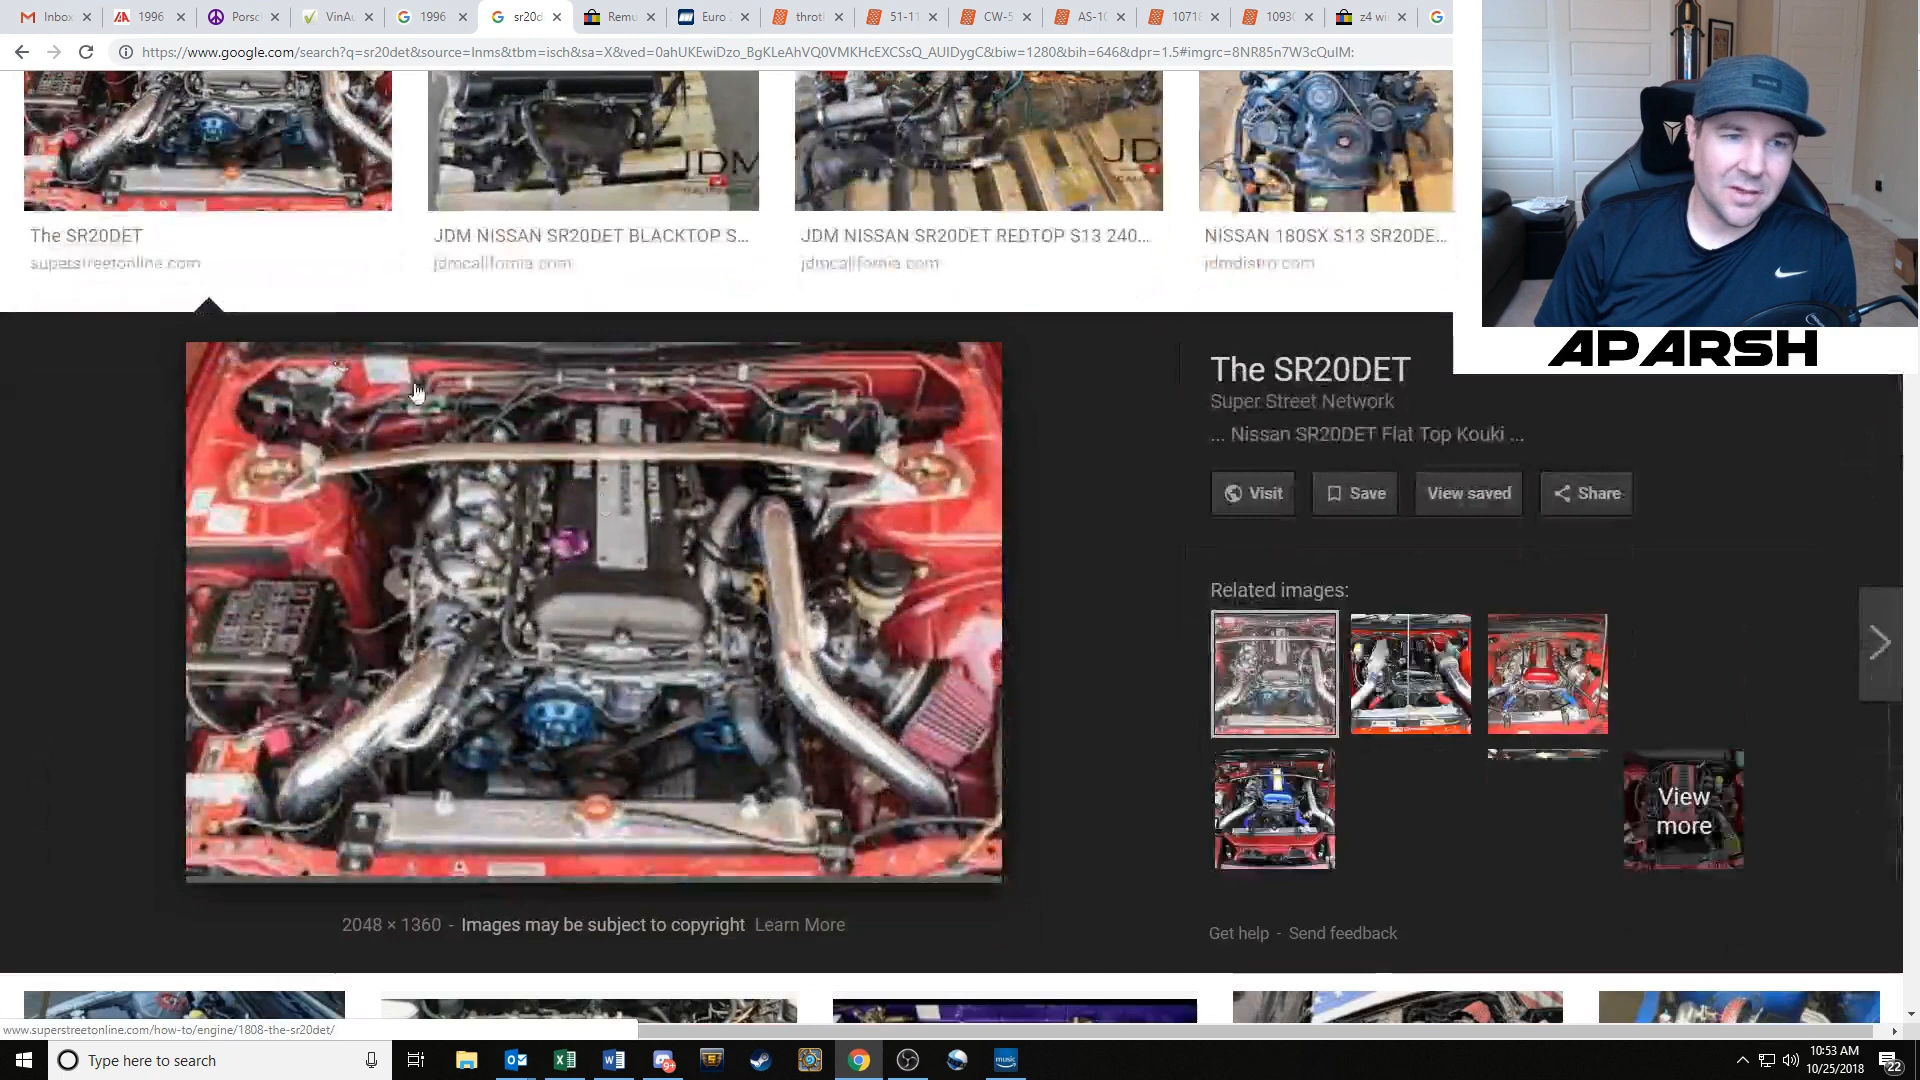 Inbox
1996
Porsc
VinAu
1996
sr20d
Remu
Euro
throt
51-11
CW-5
AS-10
10718
1093
z4 wi
https://www.google.com/search?q=sr20det&source=lnms&tbm=isch&sa=X&ved=0ahUKEwiDzo_BgKLeAhVQ0VMKHcEXCSsQ_AUIDygC&biw=1280&bih=646&dpr=1.5#imgrc=8NR85n7W3cQuIM:
The SR20DET
superstreetonline.com
JDM NISSAN SR20DET BLACKTOP S...
jdmcalifornia.com
JDM NISSAN SR20DET REDTOP S13 240...
jdmcalifornia.com
NISSAN 180SX S13 SR20DE...
jdmdistro.com
JDM
JD
APARSH
The SR20DET
Super Street Network
... Nissan SR20DET Flat Top Kouki ...
Visit
Save
View saved
Share
Related images:
View
more
2048 × 1360 - Images may be subject to copyright Learn More
Get help - Send feedback
www.superstreetonline.com/how-to/engine/1808-the-sr20det/
Type here to search
9+
music
10:53 AM
10/25/2018
22